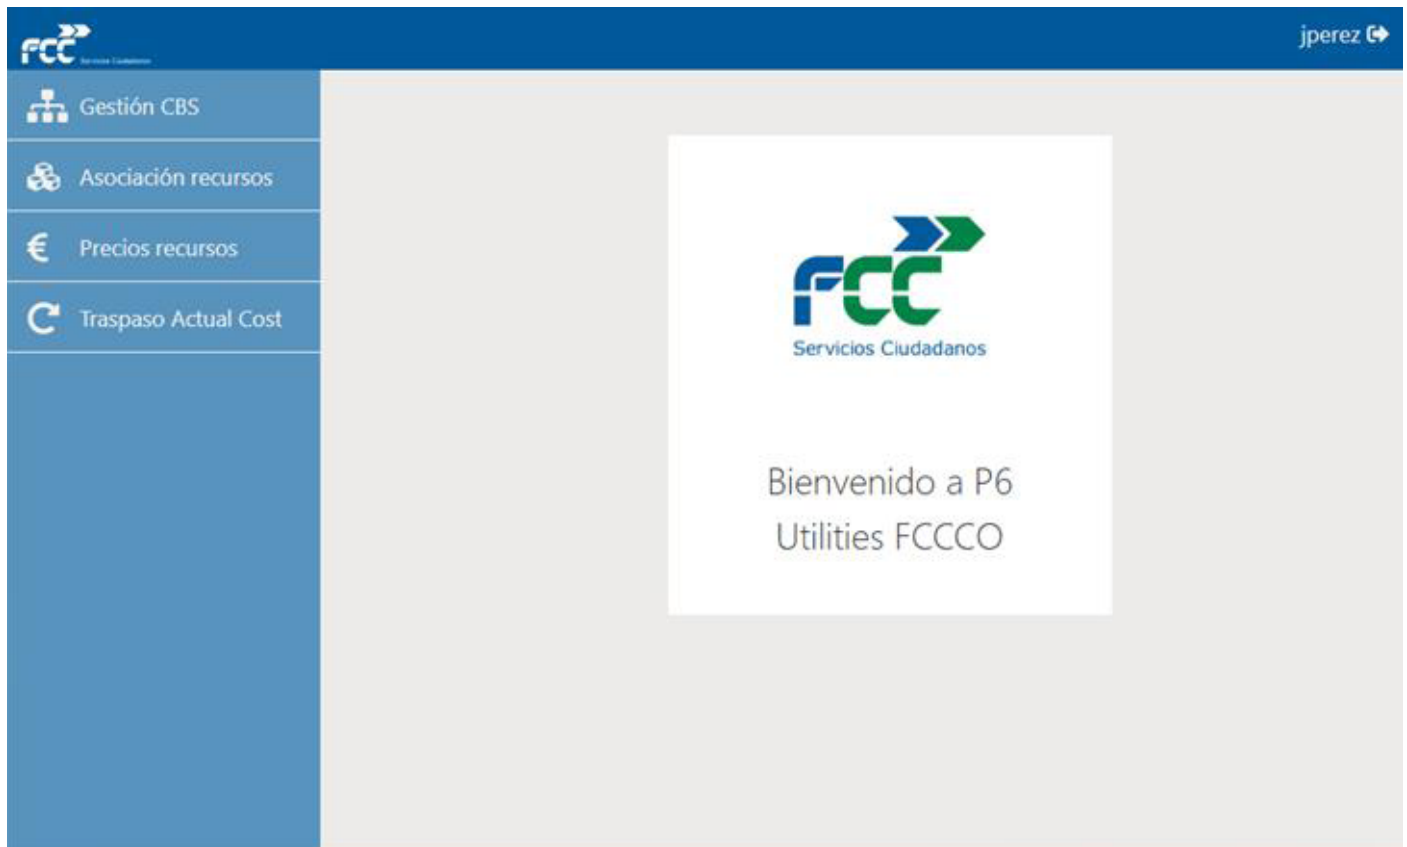 FCC
jperez
Gestión CBS
Asociación recursos
Precios recursos
Traspaso Actual Cost
FCC
Servicios Ciudadanos
Bienvenido a P6
Utilities FCCCO